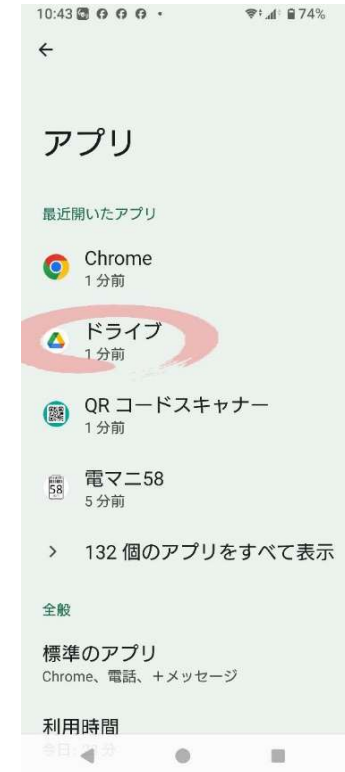 10:43 74%
アプリ
最近開いたアプリ
Chrome
1 分前
ドライブ
1 分前
QR コードスキャナー
1 分前
58
電マニ58
5 分前
132 個のアプリをすべて表示
全般
標準のアプリ
Chrome、電話、+メッセージ
利用時間